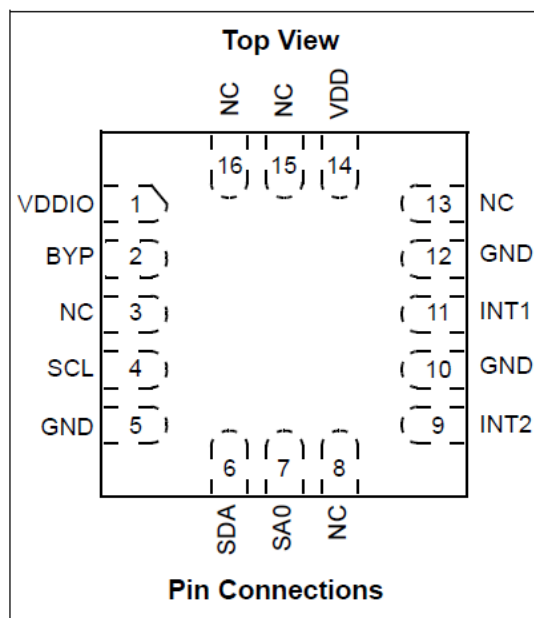 Top View
NC NC VDD
16 15 14
VDDIO 1 13 NC
BYP 2 12 GND
NC 3 11 INT1
SCL 4 10 GND
GND 5 9 INT2
6 7 8
SDA SA0 NC
Pin Connections